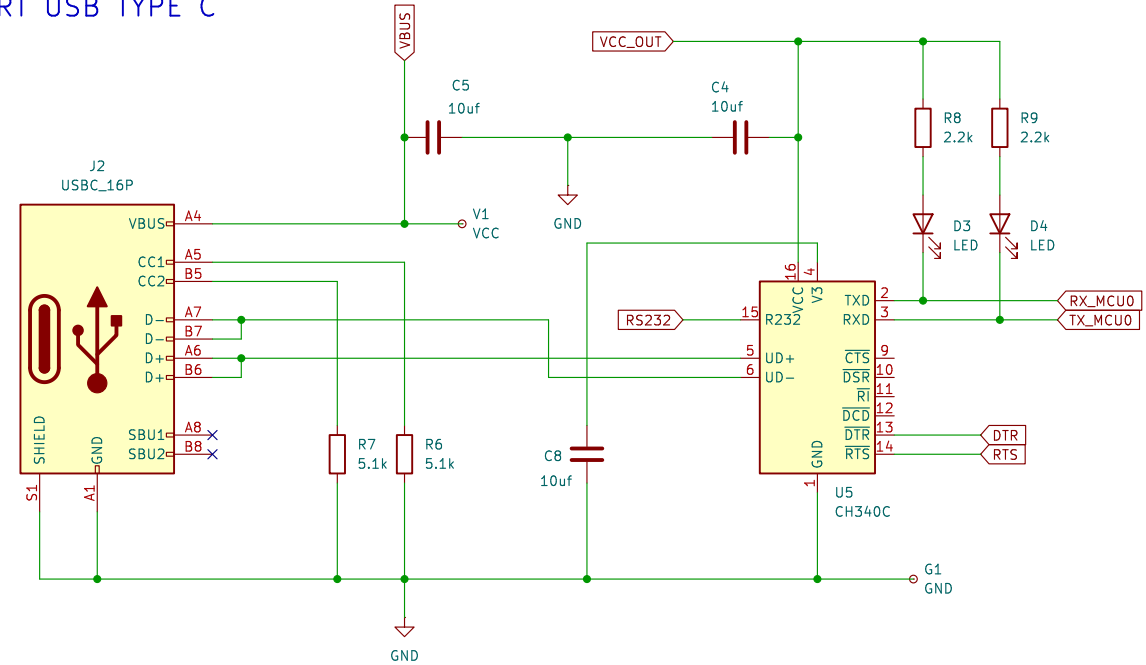 RT USB TYPE C
VBUS
VCC_OUT
C5
10uf
C4
10uf
R8
2.2k
R9
2.2k
J2
USBC_16P
VBUS
A4
V1
VCC
GND
D3
LED
D4
LED
CC1
A5
CC2
B5
16
4
VCC
V3
TXD
2
RX_MCU0
RS232
15
R232
RXD
3
TX_MCU0
D-
A7
D-
B7
D+
A6
D+
B6
5
UD+
6
UD-
CTS
9
DSR
10
RI
11
DCD
12
DTR
13
DTR
RTS
14
RTS
SHIELD
GND
SBU1
A8
SBU2
B8
R7
5.1k
R6
5.1k
C8
10uf
GND
S1
A1
1
U5
CH340C
G1
GND
GND